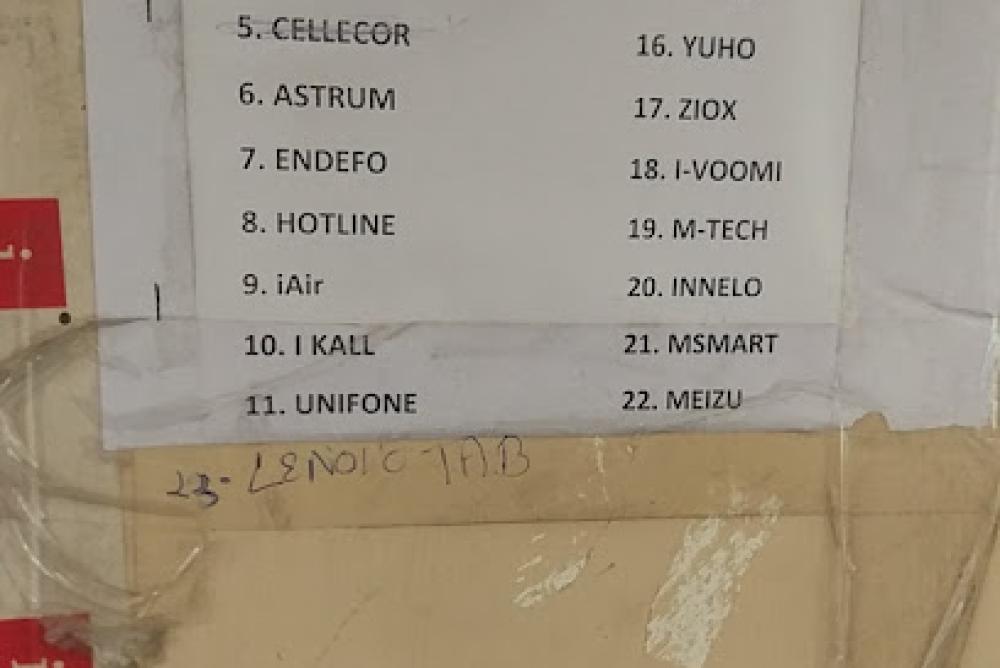 5. CELLECOR
6. ASTRUM
7. ENDEFO
8. HOTLINE
9. iAir
10. I KALL
11. UNIFONE
16. YUHO
17. ZIOX
18. I-VOOMI
19. M-TECH
20. INNELO
21. MSMART
22. MEIZU
23- TAB